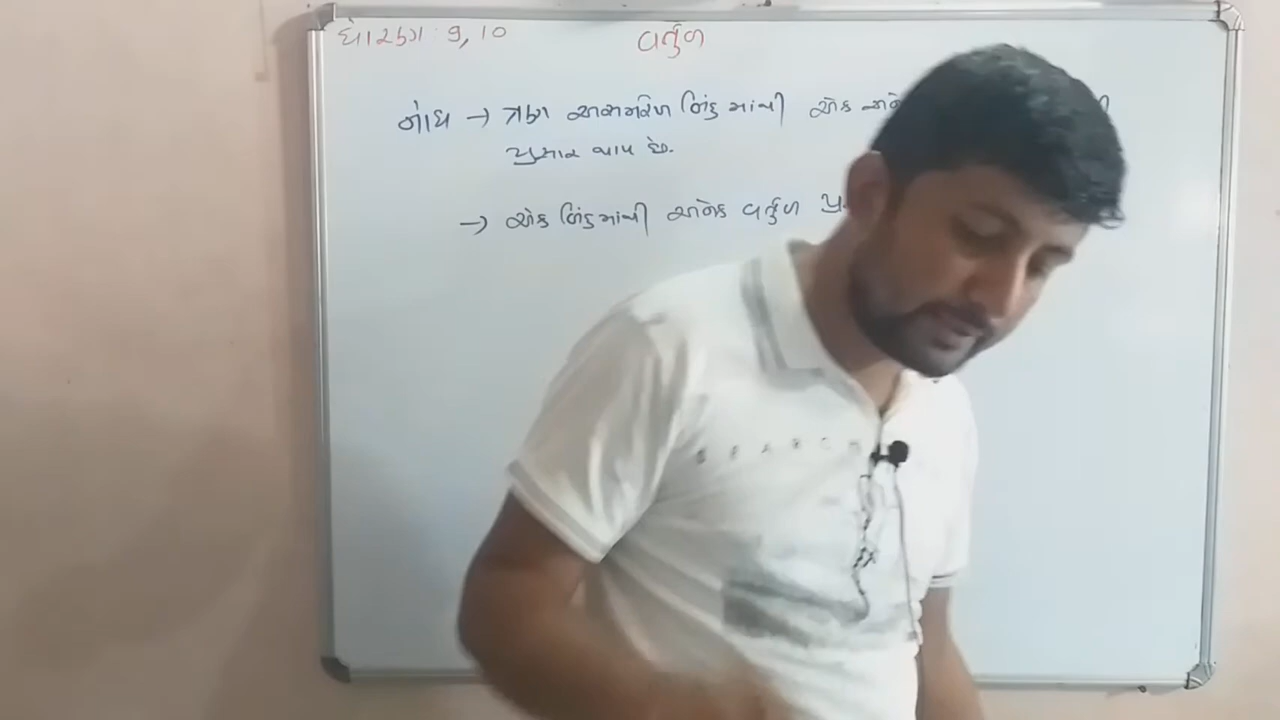 ધોરણ : 9, 10
વર્તુળ
નોંધ → ત્રણ અસમરેખ બિંદુમાંથી એક અને
પસાર થાય છે.
→ એક બિંદુમાંથી અનેક વર્તુળ